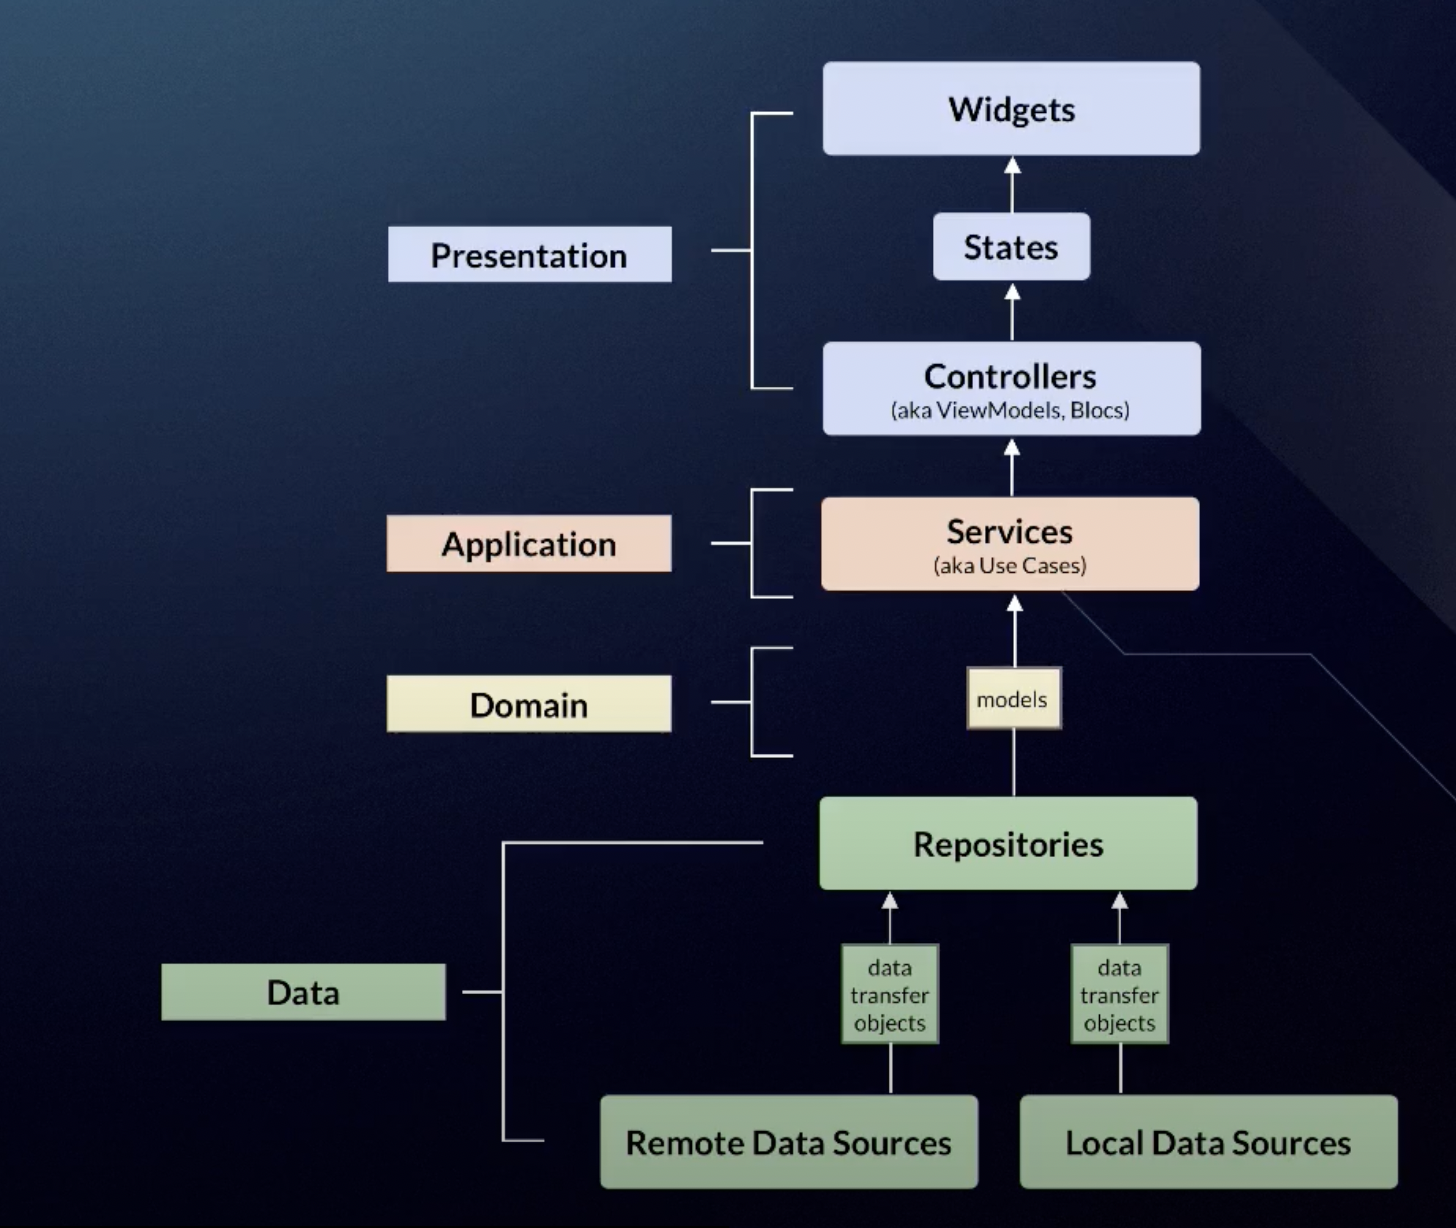 Widgets
Presentation
States
Controllers
(aka ViewModels, Blocs)
Application
Services
(aka Use Cases)
Domain
models
Repositories
Data
data
transfer
objects
data
transfer
objects
Remote Data Sources
Local Data Sources